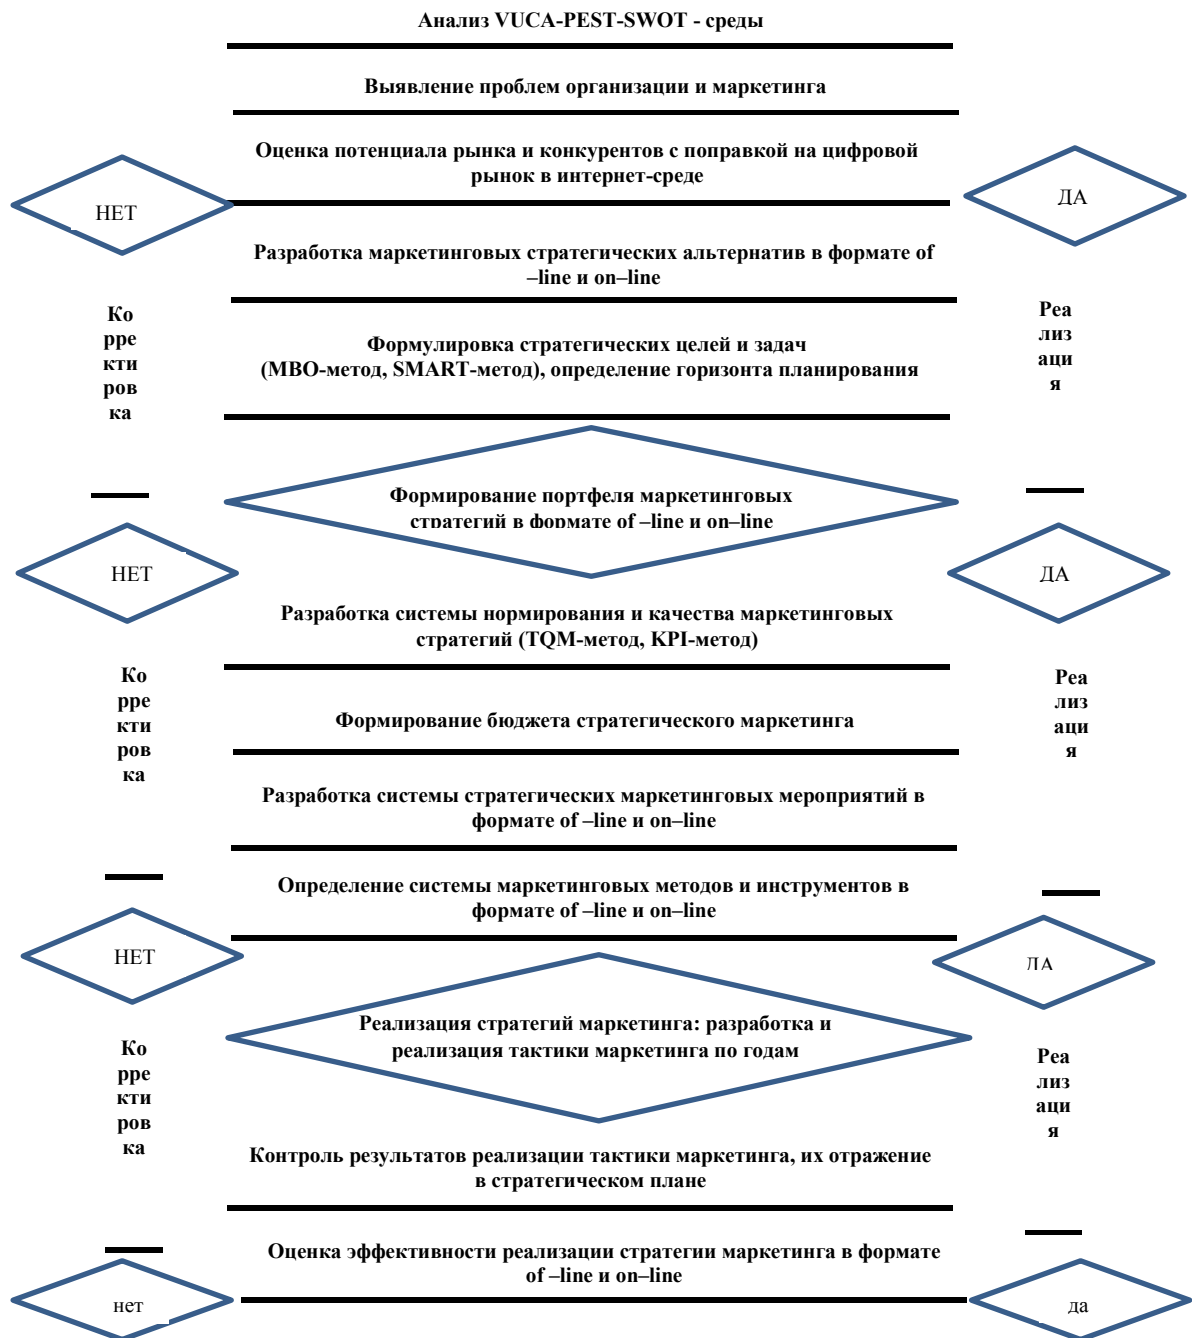 Анализ VUCA-PEST-SWOT - среды
Выявление проблем организации и маркетинга
Оценка потенциала рынка и конкурентов с поправкой на цифровой
рынок в интернет-среде
НЕТ
ДА
Разработка маркетинговых стратегических альтернатив в формате of
–line и on–line
Ко
рре
кти
ров
ка
Реа
лиз
аци
я
Формулировка стратегических целей и задач
(МВО-метод, SMART-метод), определение горизонта планирования
Формирование портфеля маркетинговых
стратегий в формате of –line и on–line
НЕТ
ДА
Разработка системы нормирования и качества маркетинговых
стратегий (TQM-метод, KPI-метод)
Ко
рре
кти
ров
ка
Реа
лиз
аци
я
Формирование бюджета стратегического маркетинга
Разработка системы стратегических маркетинговых мероприятий в
формате of –line и on–line
Определение системы маркетинговых методов и инструментов в
формате of –line и on–line
НЕТ
ДА
Реализация стратегий маркетинга: разработка и
реализация тактики маркетинга по годам
Ко
рре
кти
ров
ка
Реа
лиз
аци
я
Контроль результатов реализации тактики маркетинга, их отражение
в стратегическом плане
Оценка эффективности реализации стратегии маркетинга в формате
of –line и on–line
нет
да